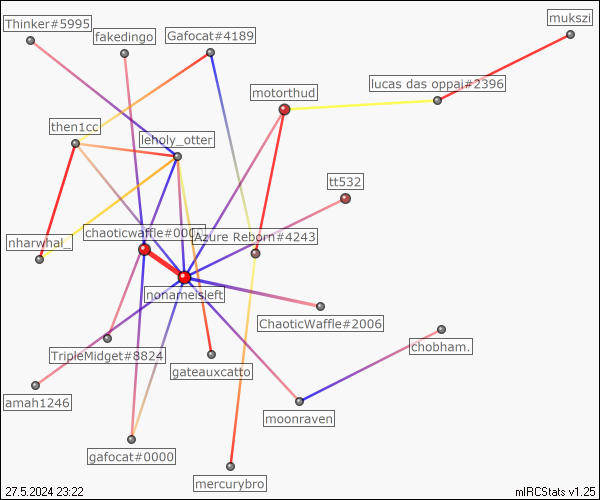 Thinker#5995
fakedingo
Gafocat#4189
mukszi
motorthud
lucas das oppai#2396
then1cc
leholy_otter
tt532
chaoticwaffle#000
Azure Reborn#4243
nharwhal_
nonameisleft
ChaoticWaffle#2006
TripleMidget#8824
chobham.
gateauxcatto
amah1246
moonraven
gafocat#0000
mercurybro
27.5.2024 23:22
mIRCStats v1.25